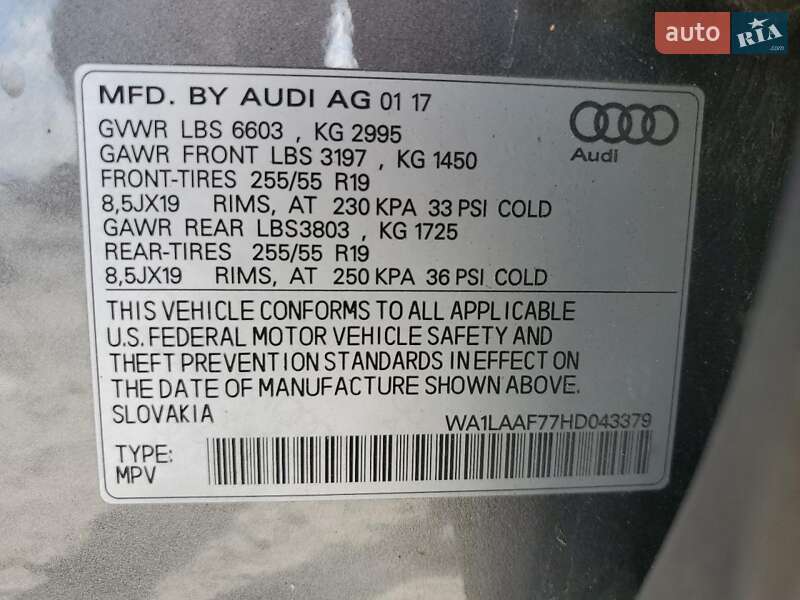 auto RIA.com
MFD. BY AUDI AG 01 17
GVWR LBS 6603 , KG 2995
GAWR FRONT LBS 3197 , KG 1450
Audi
FRONT-TIRES 255/55 R19
8,5JX19 RIMS, AT 230 KPA 33 PSI COLD
GAWR REAR LBS3803 , KG 1725
REAR-TIRES 255/55 R19
8,5JX19 RIMS, AT 250 KPA 36 PSI COLD
THIS VEHICLE CONFORMS TO ALL APPLICABLE
U.S. FEDERAL MOTOR VEHICLE SAFETY AND
THEFT PREVENTION STANDARDS IN EFFECT ON
THE DATE OF MANUFACTURE SHOWN ABOVE.
SLOVAKIA WA1LAAF77HD043379
TYPE:
MPV